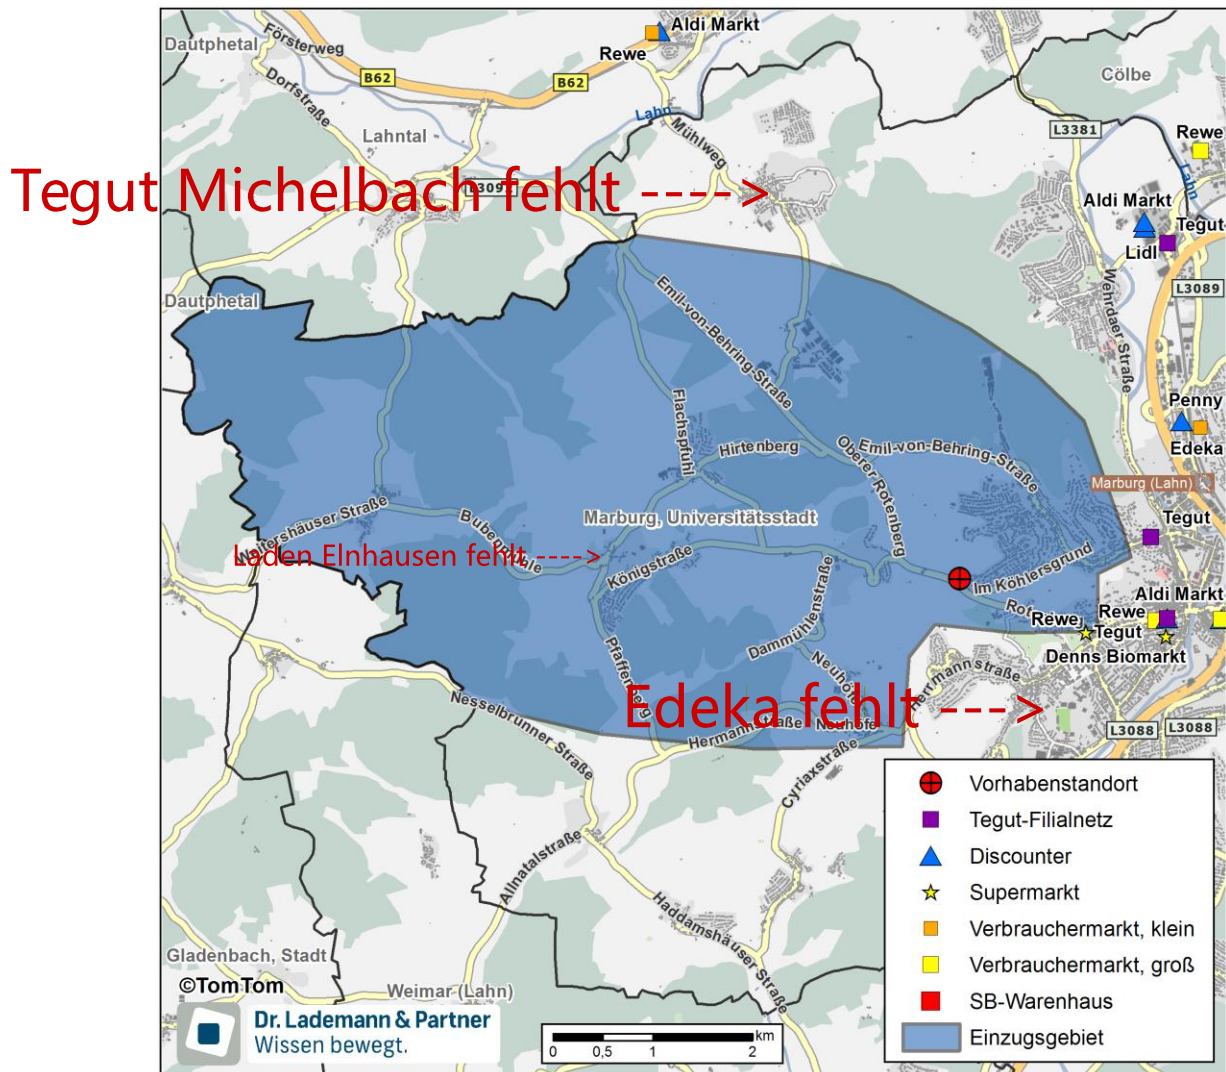 Aldi Markt
Dautphetal
Försterweg
Rewe
Cölbe
B62
B62
Dorfstraße
Lahn
L3381
Mühlweg
Rewe
Lahntal
Tegut Michelbach fehlt ---->
Lahn
Aldi Markt
Tegut
Lidl
Wehrdaer Straße
L3089
Dautphetal
Emil-von-Behring-Straße
Penny
Flachspfuhl
Hirtenberg
Oberer Rotenberg
Emil-von-Behring-Straße
Edeka
Marburg (Lahn)
Weitershäuser Straße
Marburg, Universitätsstadt
Tegut
Laden Elnhausen fehlt ---->
Königstraße
Im Köhlersgrund
Aldi Markt
Dammühlenstraße
Rewe
Rewe
Tegut
Denns Biomarkt
Pfaffenberg
Herrmannstraße
Edeka fehlt --->
Nesselbrunner Straße
Hermannstraße
Neuhöfe
L3088
L3088
Cyriaxstraße
Vorhabenstandort
Tegut-Filialnetz
Allnatalstraße
Discounter
Supermarkt
Haddamshäuser Straße
Verbrauchermarkt, klein
Gladenbach, Stadt
Verbrauchermarkt, groß
©TomTom
Weimar (Lahn)
SB-Warenhaus
Dr. Lademann & Partner
Wissen bewegt.
km
0 0,5 1 2
Einzugsgebiet